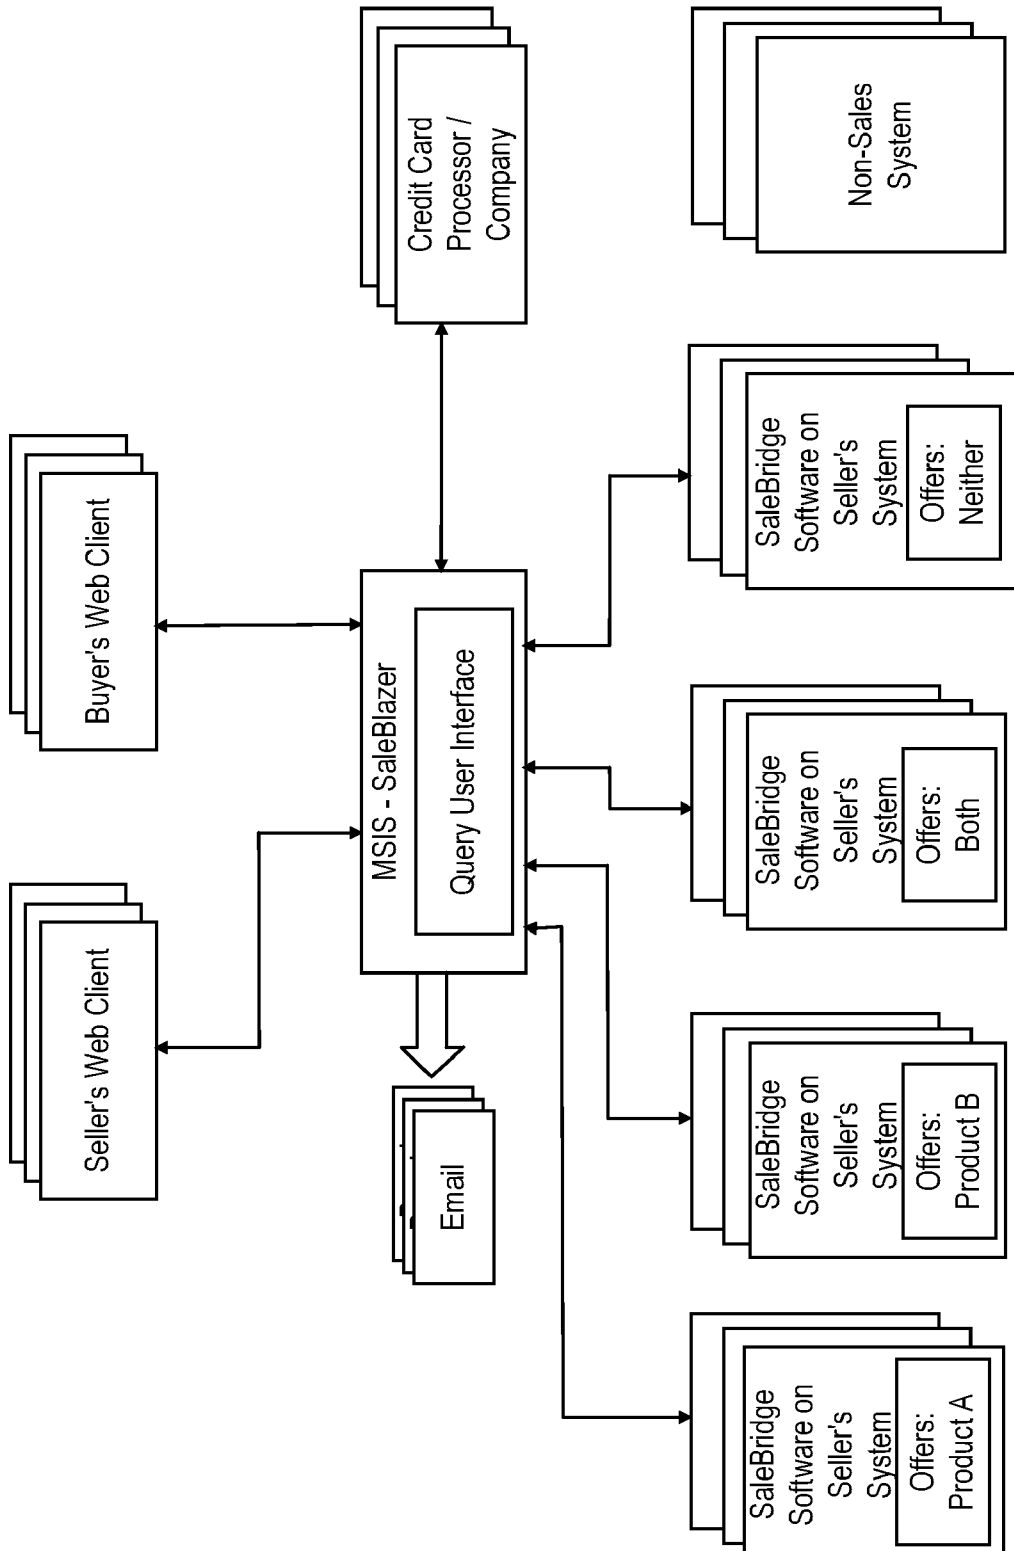 Seller's Web Client
Buyer's Web Client
Email
MSIS - SaleBlazer
Query User Interface
Credit Card
Processor /
Company
SaleBridge
Software on
Seller's
System
Offers:
Product A
SaleBridge
Software on
Seller's
System
Offers:
Product B
SaleBridge
Software on
Seller's
System
Offers:
Both
SaleBridge
Software on
Seller's
System
Offers:
Neither
Non-Sales
System